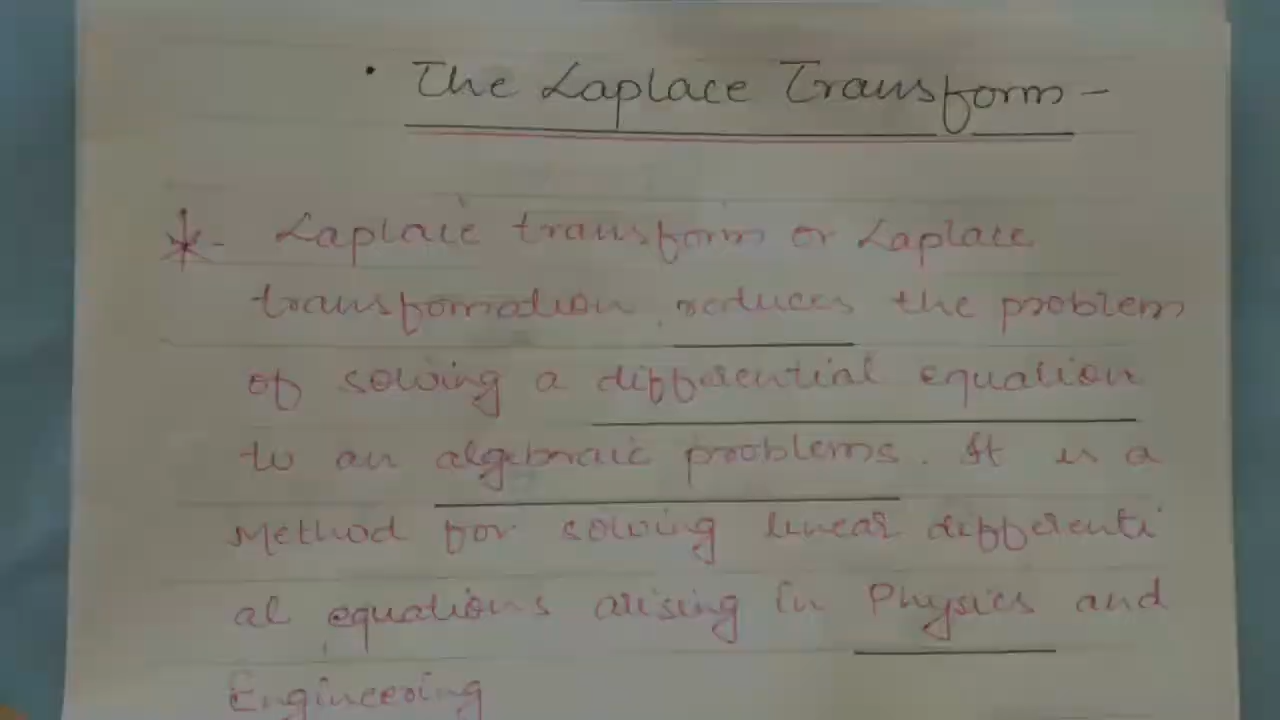 • The Laplace Transform –
*- Laplace transform or Laplace
transformation reduces the problem
of solving a differential equation
to an algebraic problems. It is a
Method for solving linear differenti
al equations arising in Physics and
Engineering